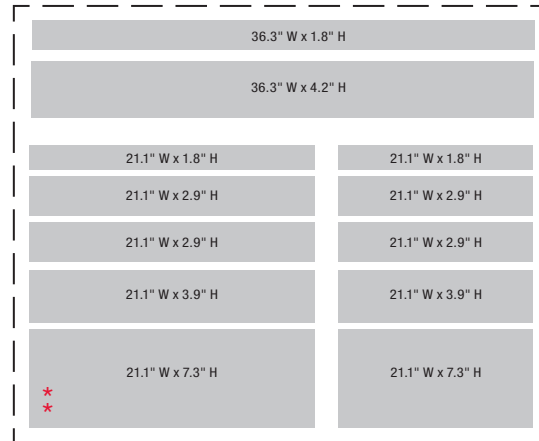 36.3" W x 1.8" H
36.3" W x 4.2" H
21.1" W x 1.8" H 21.1" W x 1.8" H
21.1" W x 2.9" H 21.1" W x 2.9" H
21.1" W x 2.9" H 21.1" W x 2.9" H
21.1" W x 3.9" H 21.1" W x 3.9" H
21.1" W x 7.3" H 21.1" W x 7.3" H
*
*